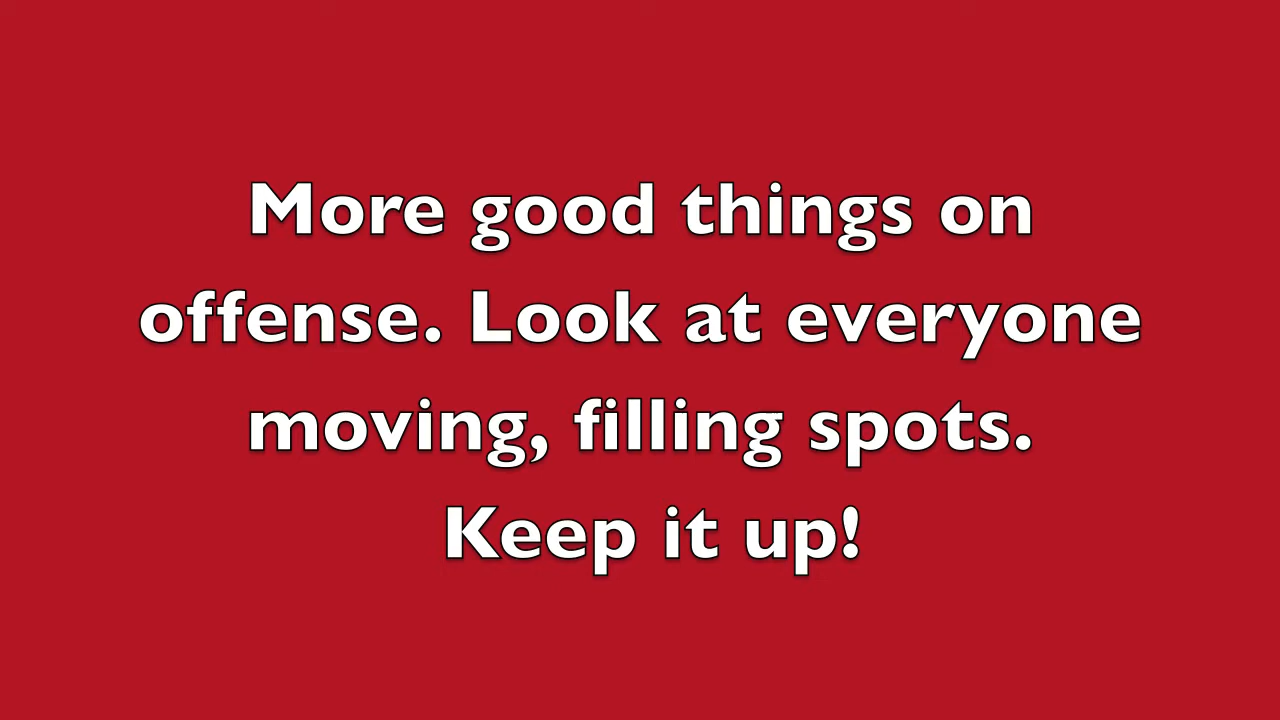 More good things on
offense. Look at everyone
moving, filling spots.
Keep it up!